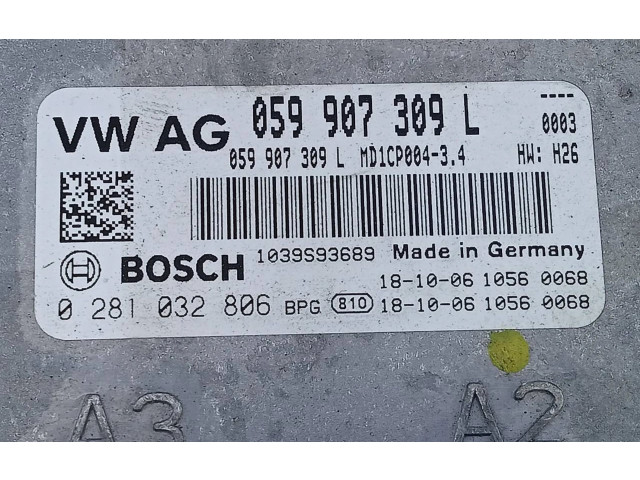 VW AG 059 907 309 L ----
0003
059 907 309 L MD1CP004-3.4 HW: H26
1039S93689 Made in Germany
BOSCH 18-10-06 1056 0068
0 281 032 806 BPG 810 18-10-06 1056 0068
A3 A2